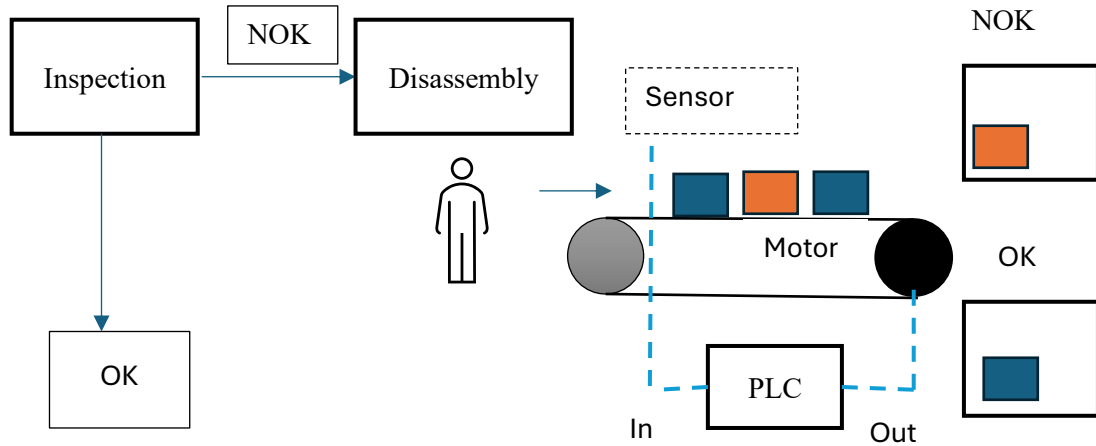 NOK
NOK
Inspection
Disassembly
Sensor
Motor
OK
OK
PLC
In
Out